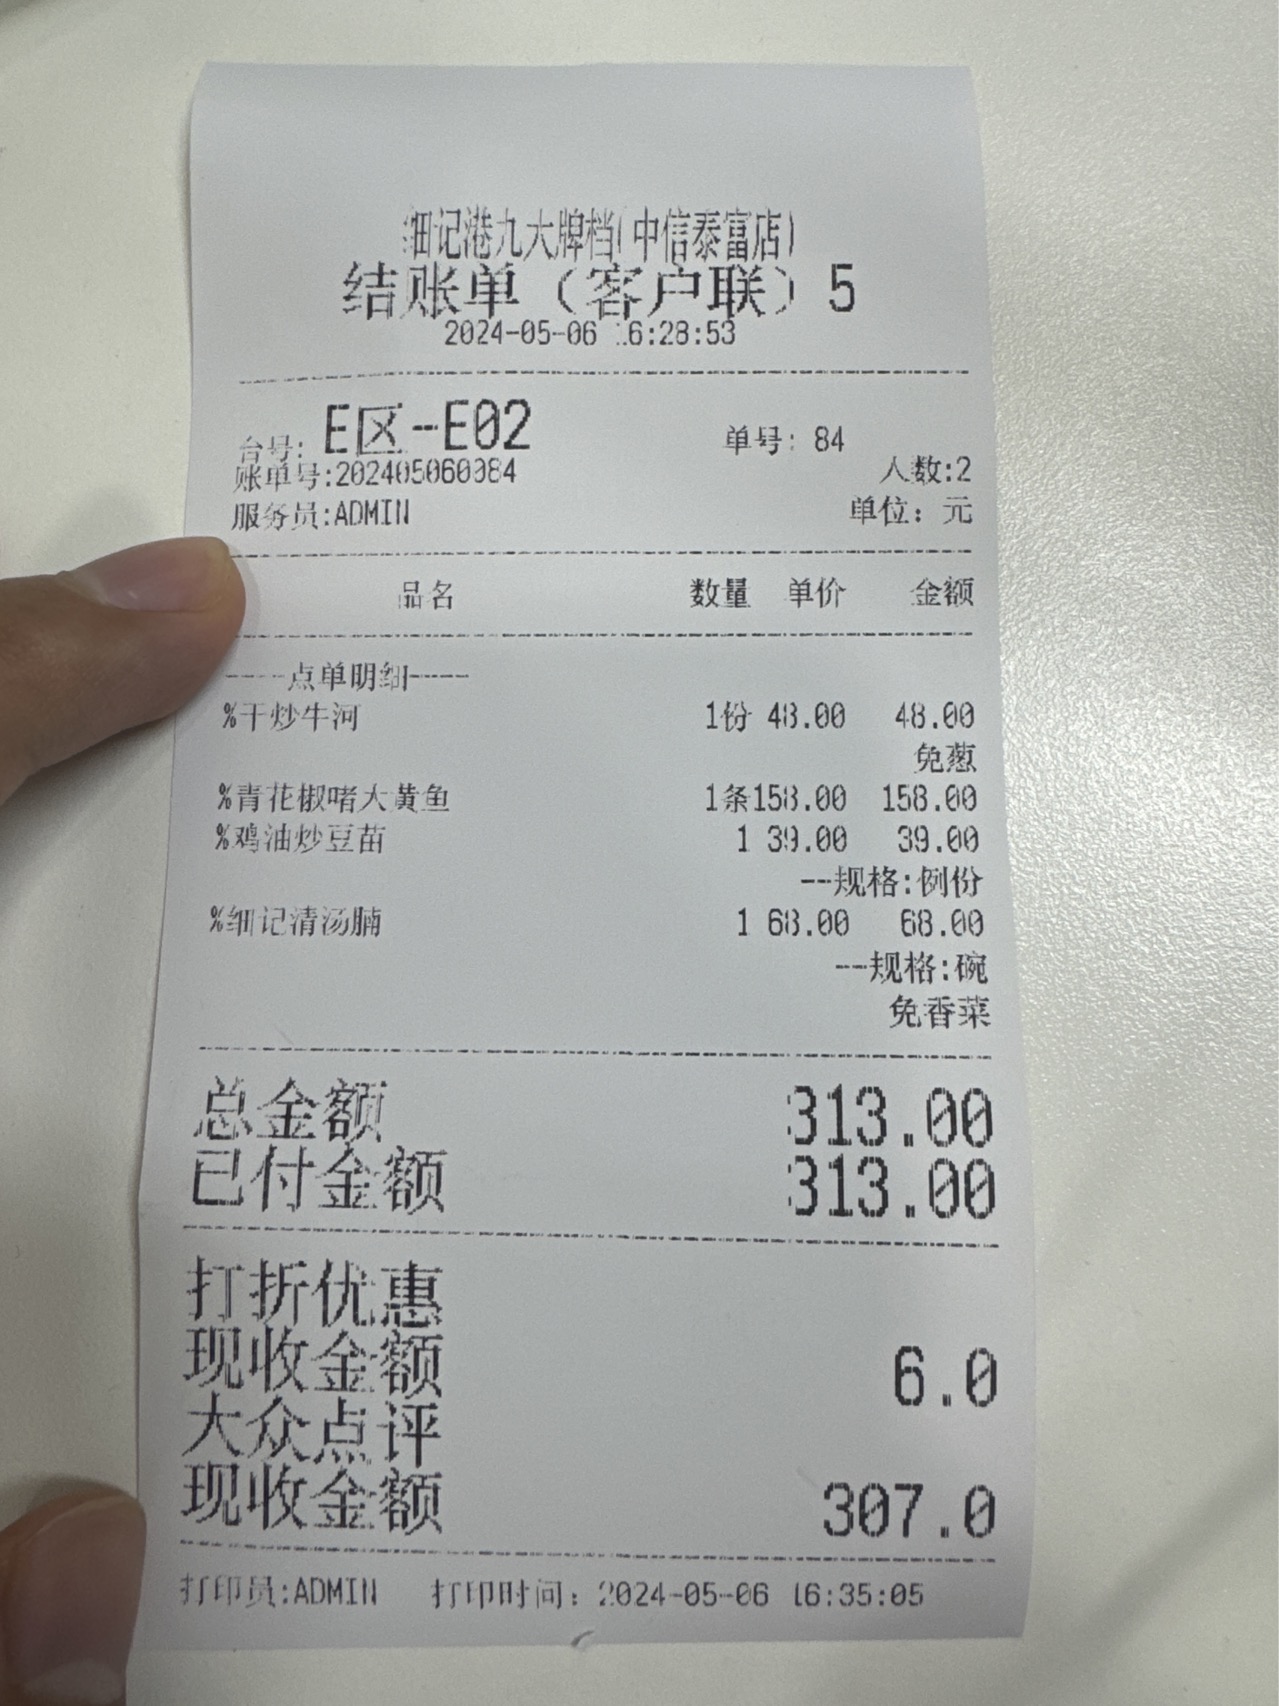 细记港九大牌档(中信泰富店)
结账单（客户联）5
2024-05-06 16:28:53
台号: E区-E02 单号: 84
账单号:202405060084 人数:2
服务员:ADMIN 单位: 元
品名 数量 单价 金额
----点单明细----
%干炒牛河 1份 48.00 48.00
免葱
%青花椒啫大黄鱼 1条158.00 158.00
%鸡油炒豆苗 1 39.00 39.00
--规格:例份
%细记清汤腩 1 68.00 68.00
--规格:碗
免香菜
总金额 313.00
已付金额 313.00
打折优惠
现收金额 6.0
大众点评
现收金额 307.0
打印员:ADMIN 打印时间: 2024-05-06 16:35:05